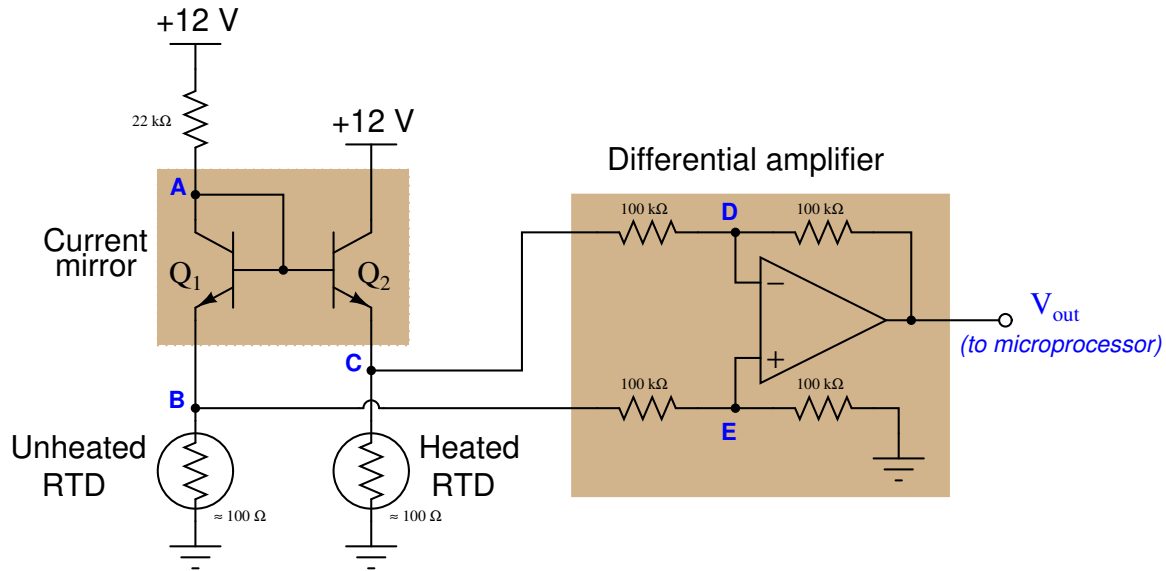 +12 V
22 kΩ
+12 V
Differential amplifier
A
100 kΩ
D
100 kΩ
Current
mirror
Q1
Q2
−
Vout
(to microprocessor)
C
+
B
100 kΩ
100 kΩ
E
Unheated
RTD
Heated
RTD
≈ 100 Ω
≈ 100 Ω